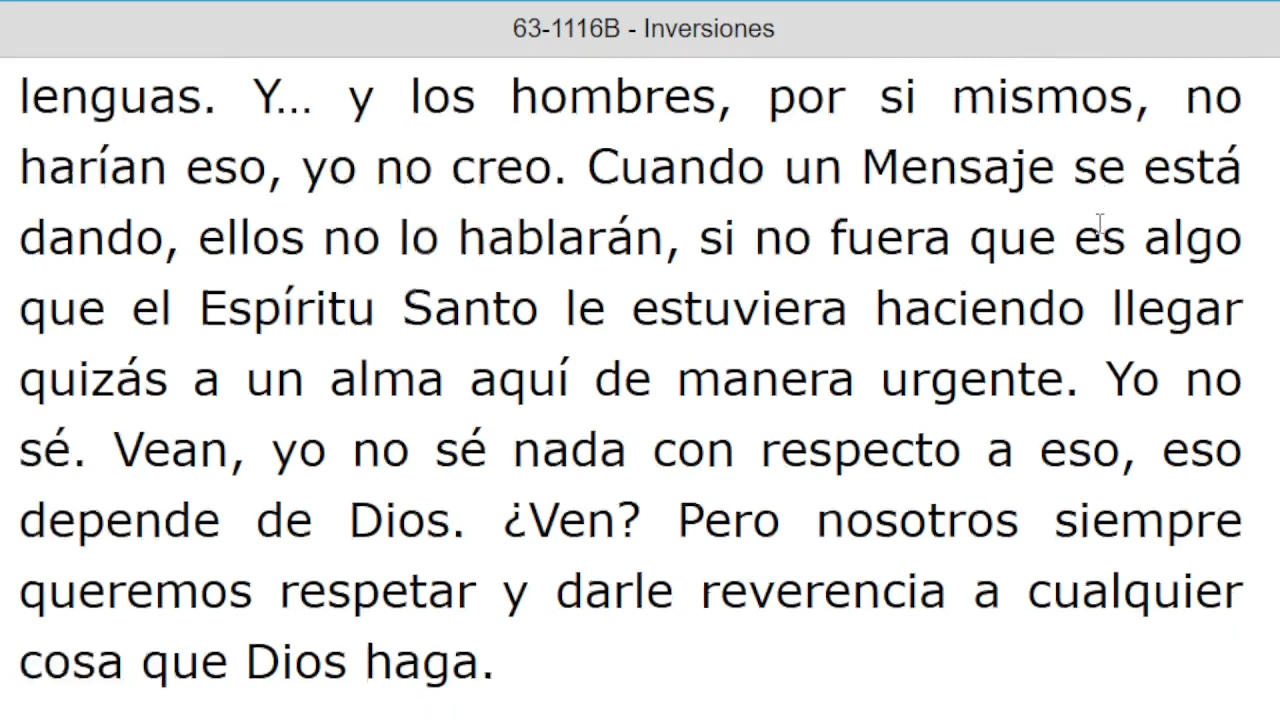 63-1116B - Inversiones
lenguas. Y... y los hombres, por si mismos, no
harían eso, yo no creo. Cuando un Mensaje se está
dando, ellos no lo hablarán, si no fuera que es algo
que el Espíritu Santo le estuviera haciendo llegar
quizás a un alma aquí de manera urgente. Yo no
sé. Vean, yo no sé nada con respecto a eso, eso
depende de Dios. ¿Ven? Pero nosotros siempre
queremos respetar y darle reverencia a cualquier
cosa que Dios haga.